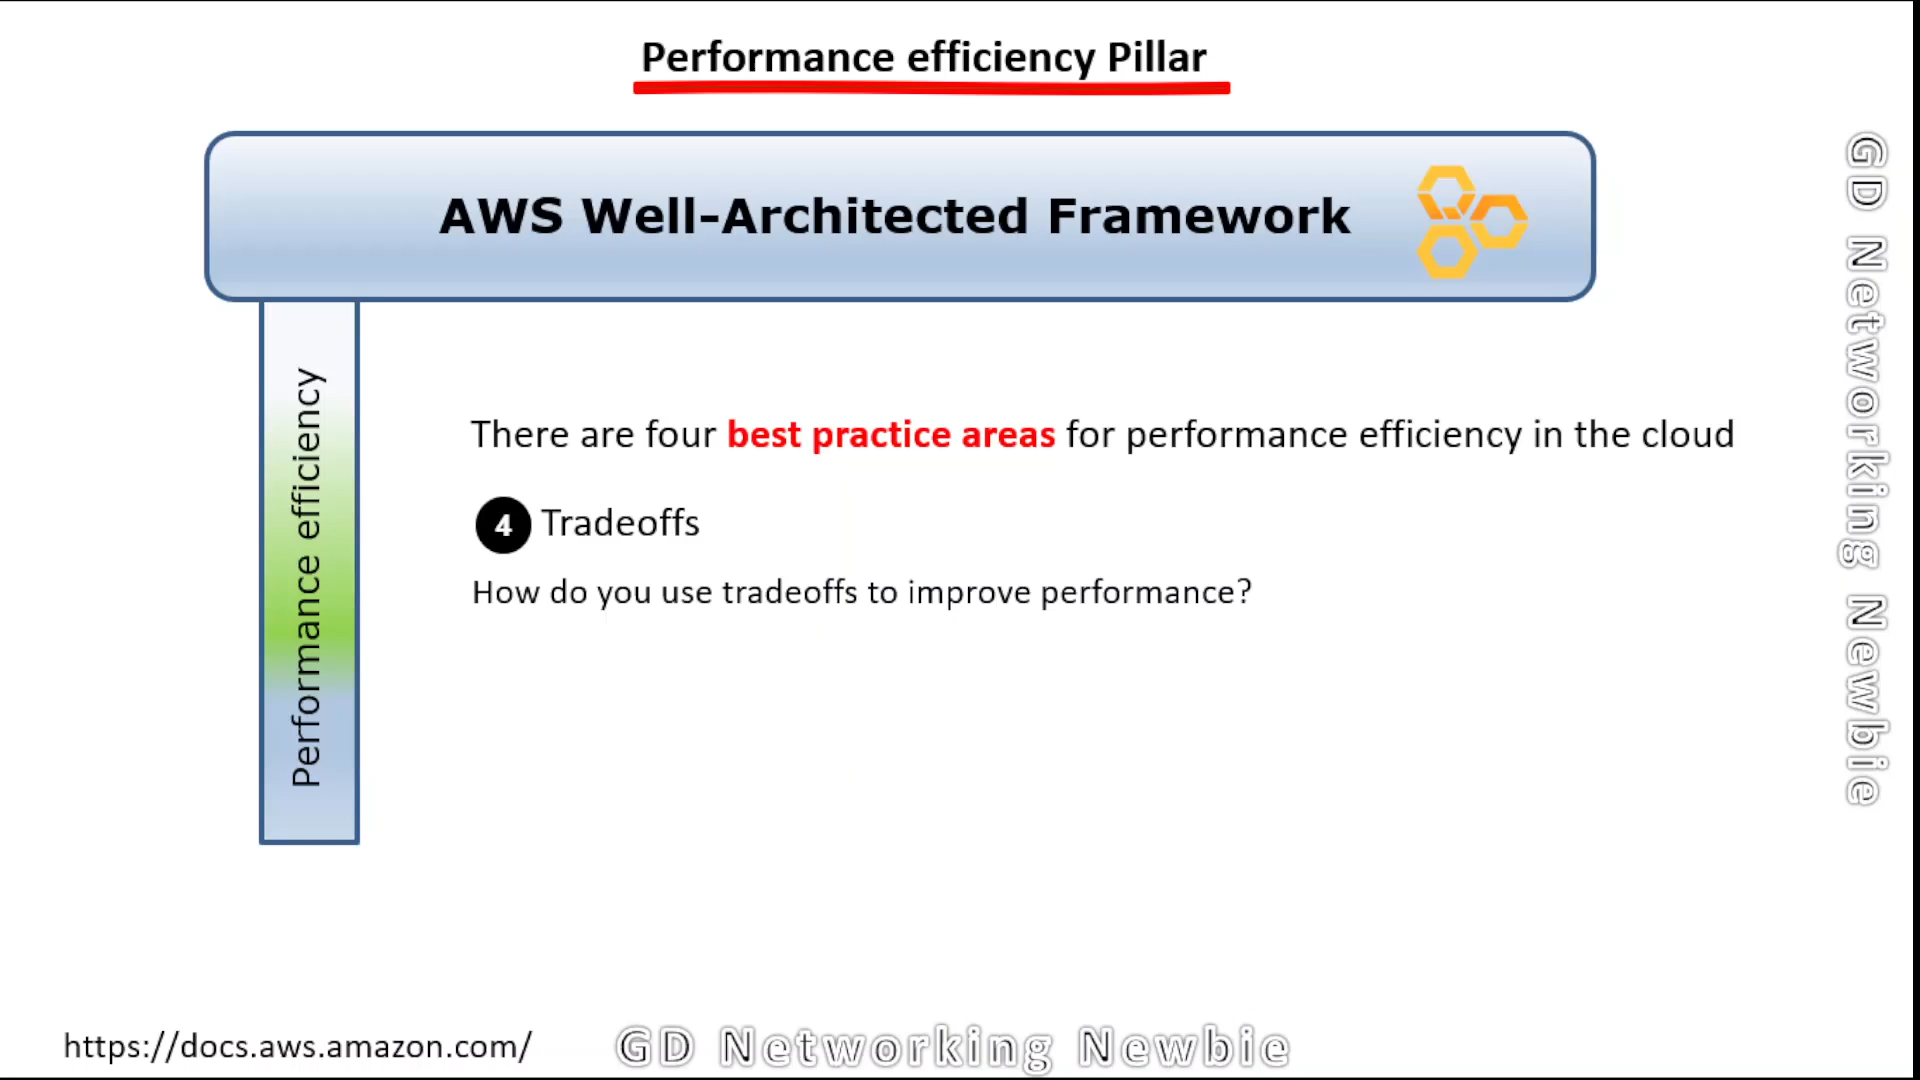 Performance efficiency Pillar
AWS Well-Architected Framework
Performance efficiency
There are four best practice areas for performance efficiency in the cloud
4 Tradeoffs
How do you use tradeoffs to improve performance?
GD Networking Newbie
https://docs.aws.amazon.com/
GD Networking Newbie